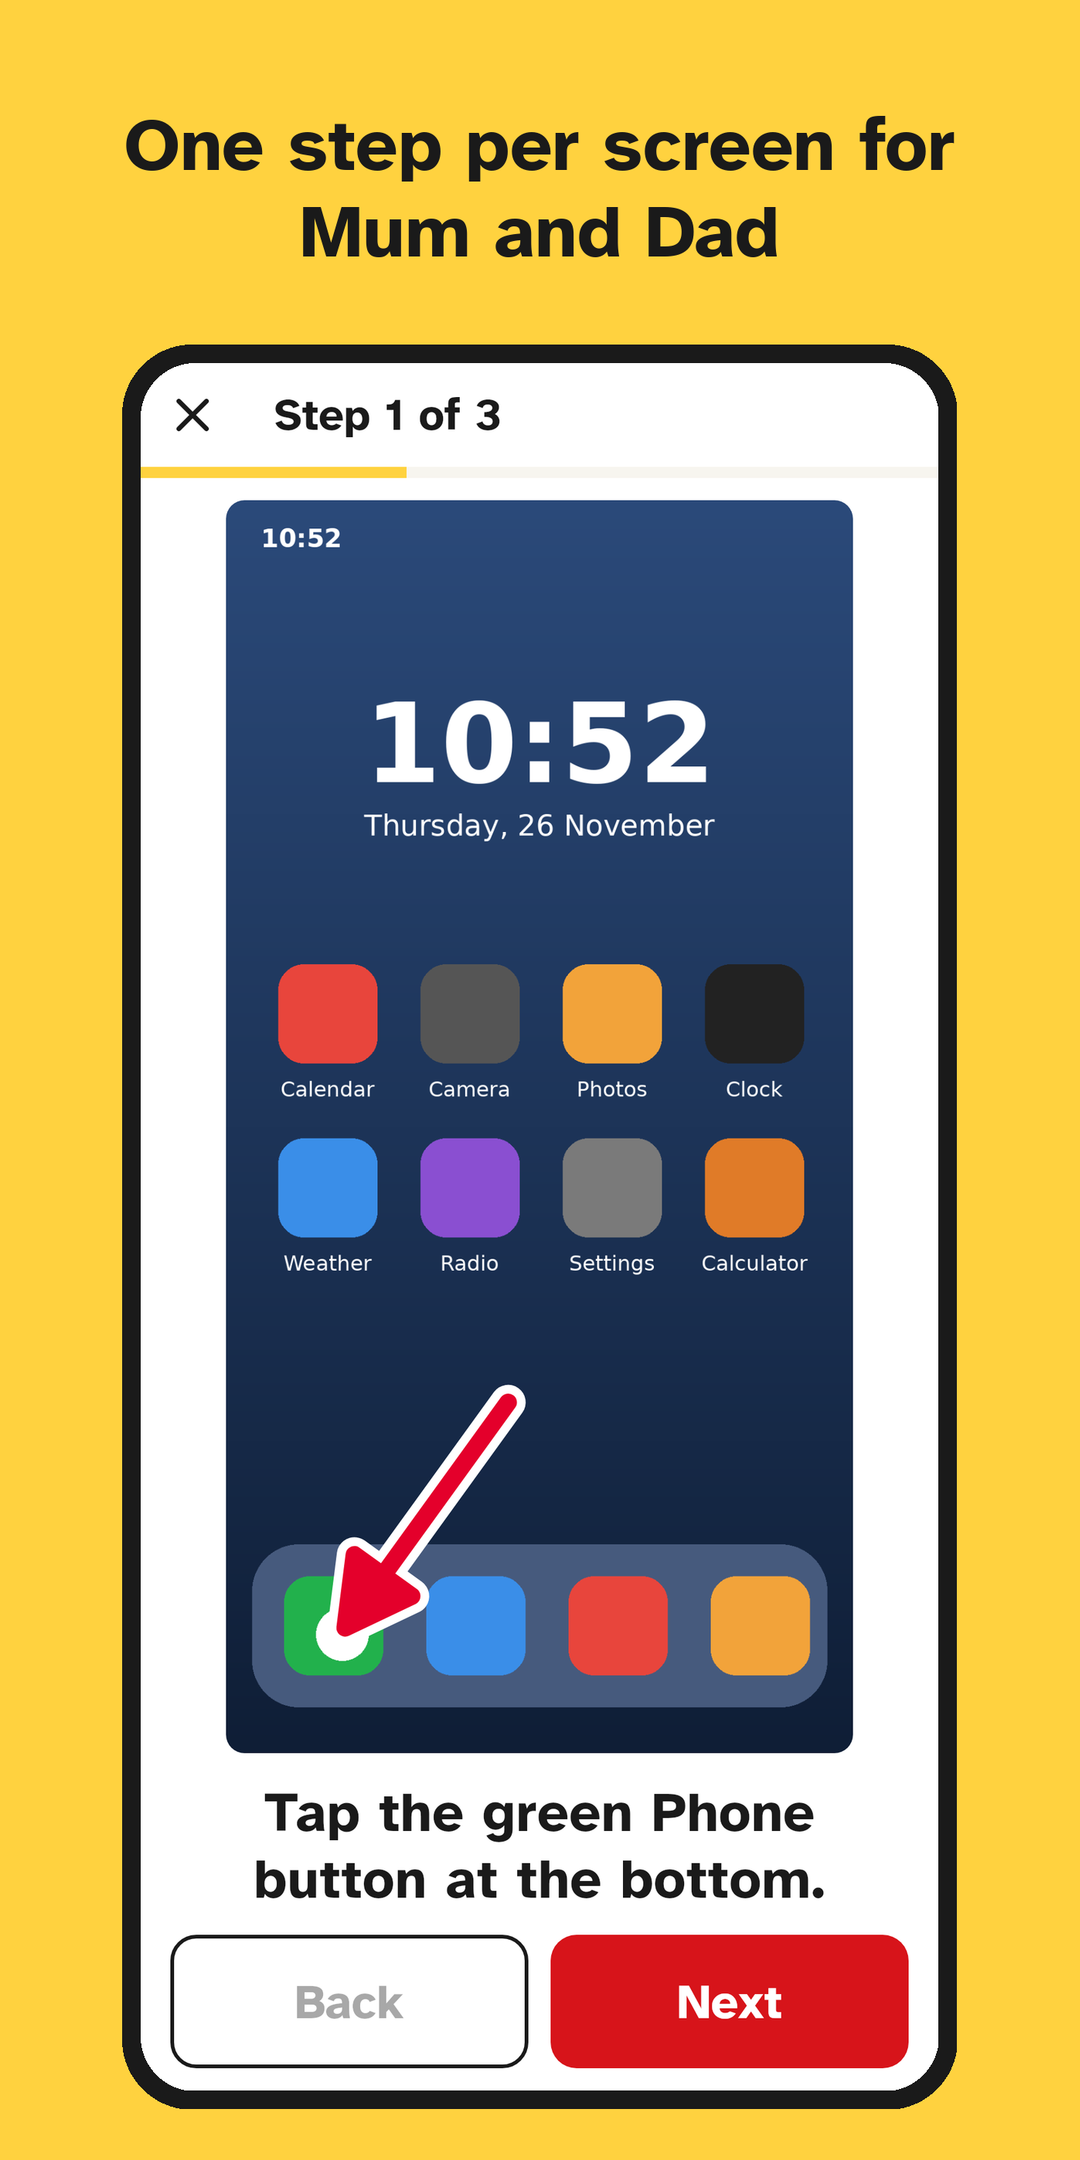 One step per screen for
Mum and Dad
Step 1 of 3
10:52
10:52
Thursday, 26 November
Calendar Camera Photos Clock
Weather Radio Settings Calculator
Tap the green Phone
button at the bottom.
Back Next